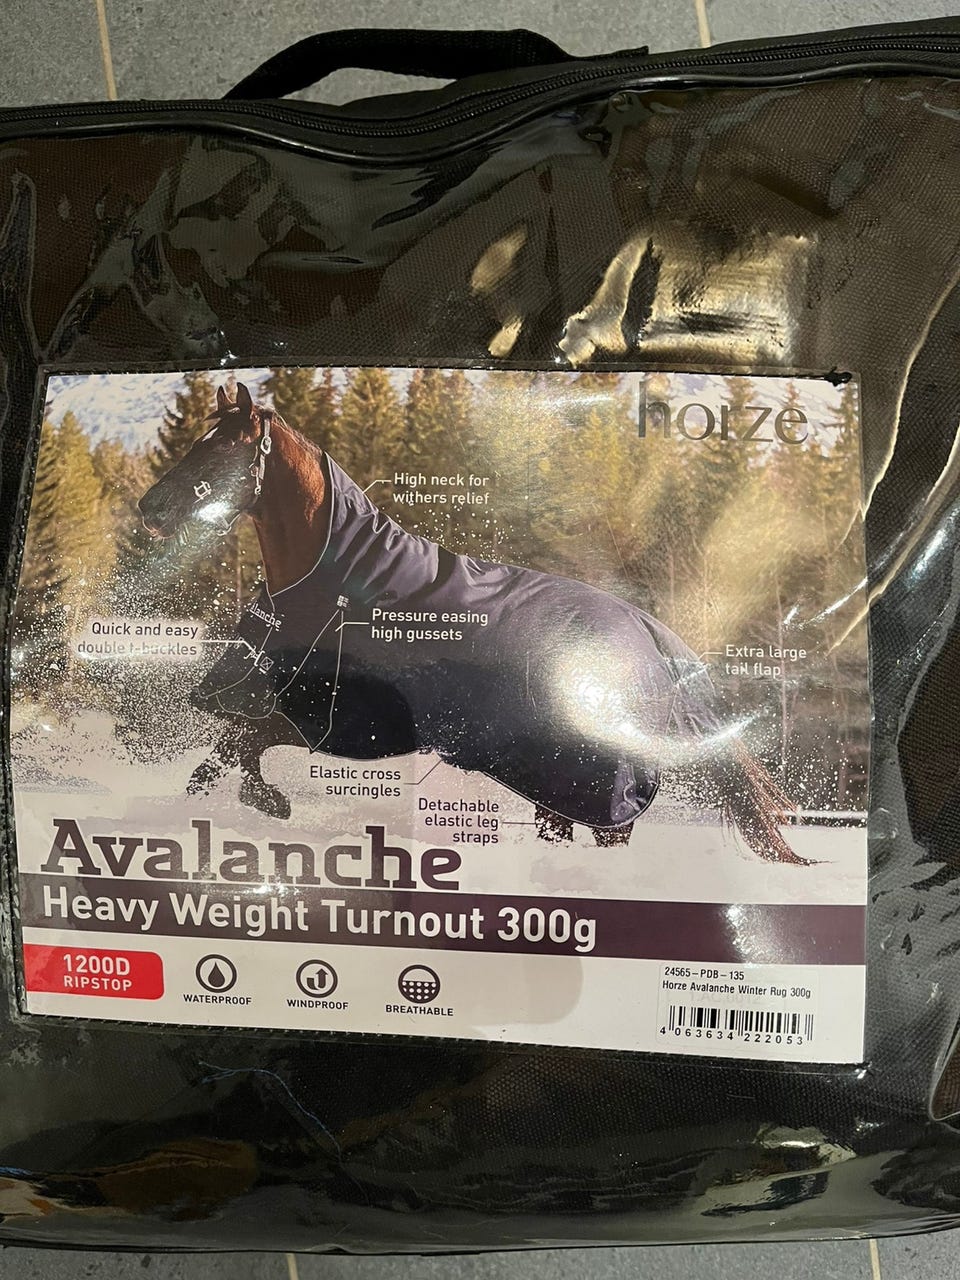 horze
High neck for
withers relief
Avalanche
Pressure easing
high gussets
Quick and easy
double t-buckles
Extra large
tail flap
Elastic cross
surcingles
Detachable
elastic leg
straps
Avalanche
Heavy Weight Turnout 300g
1200D
RIPSTOP
WATERPROOF
WINDPROOF
BREATHABLE
24565-PDB-135
Horze Avalanche Winter Rug 300g
4 063634 222053